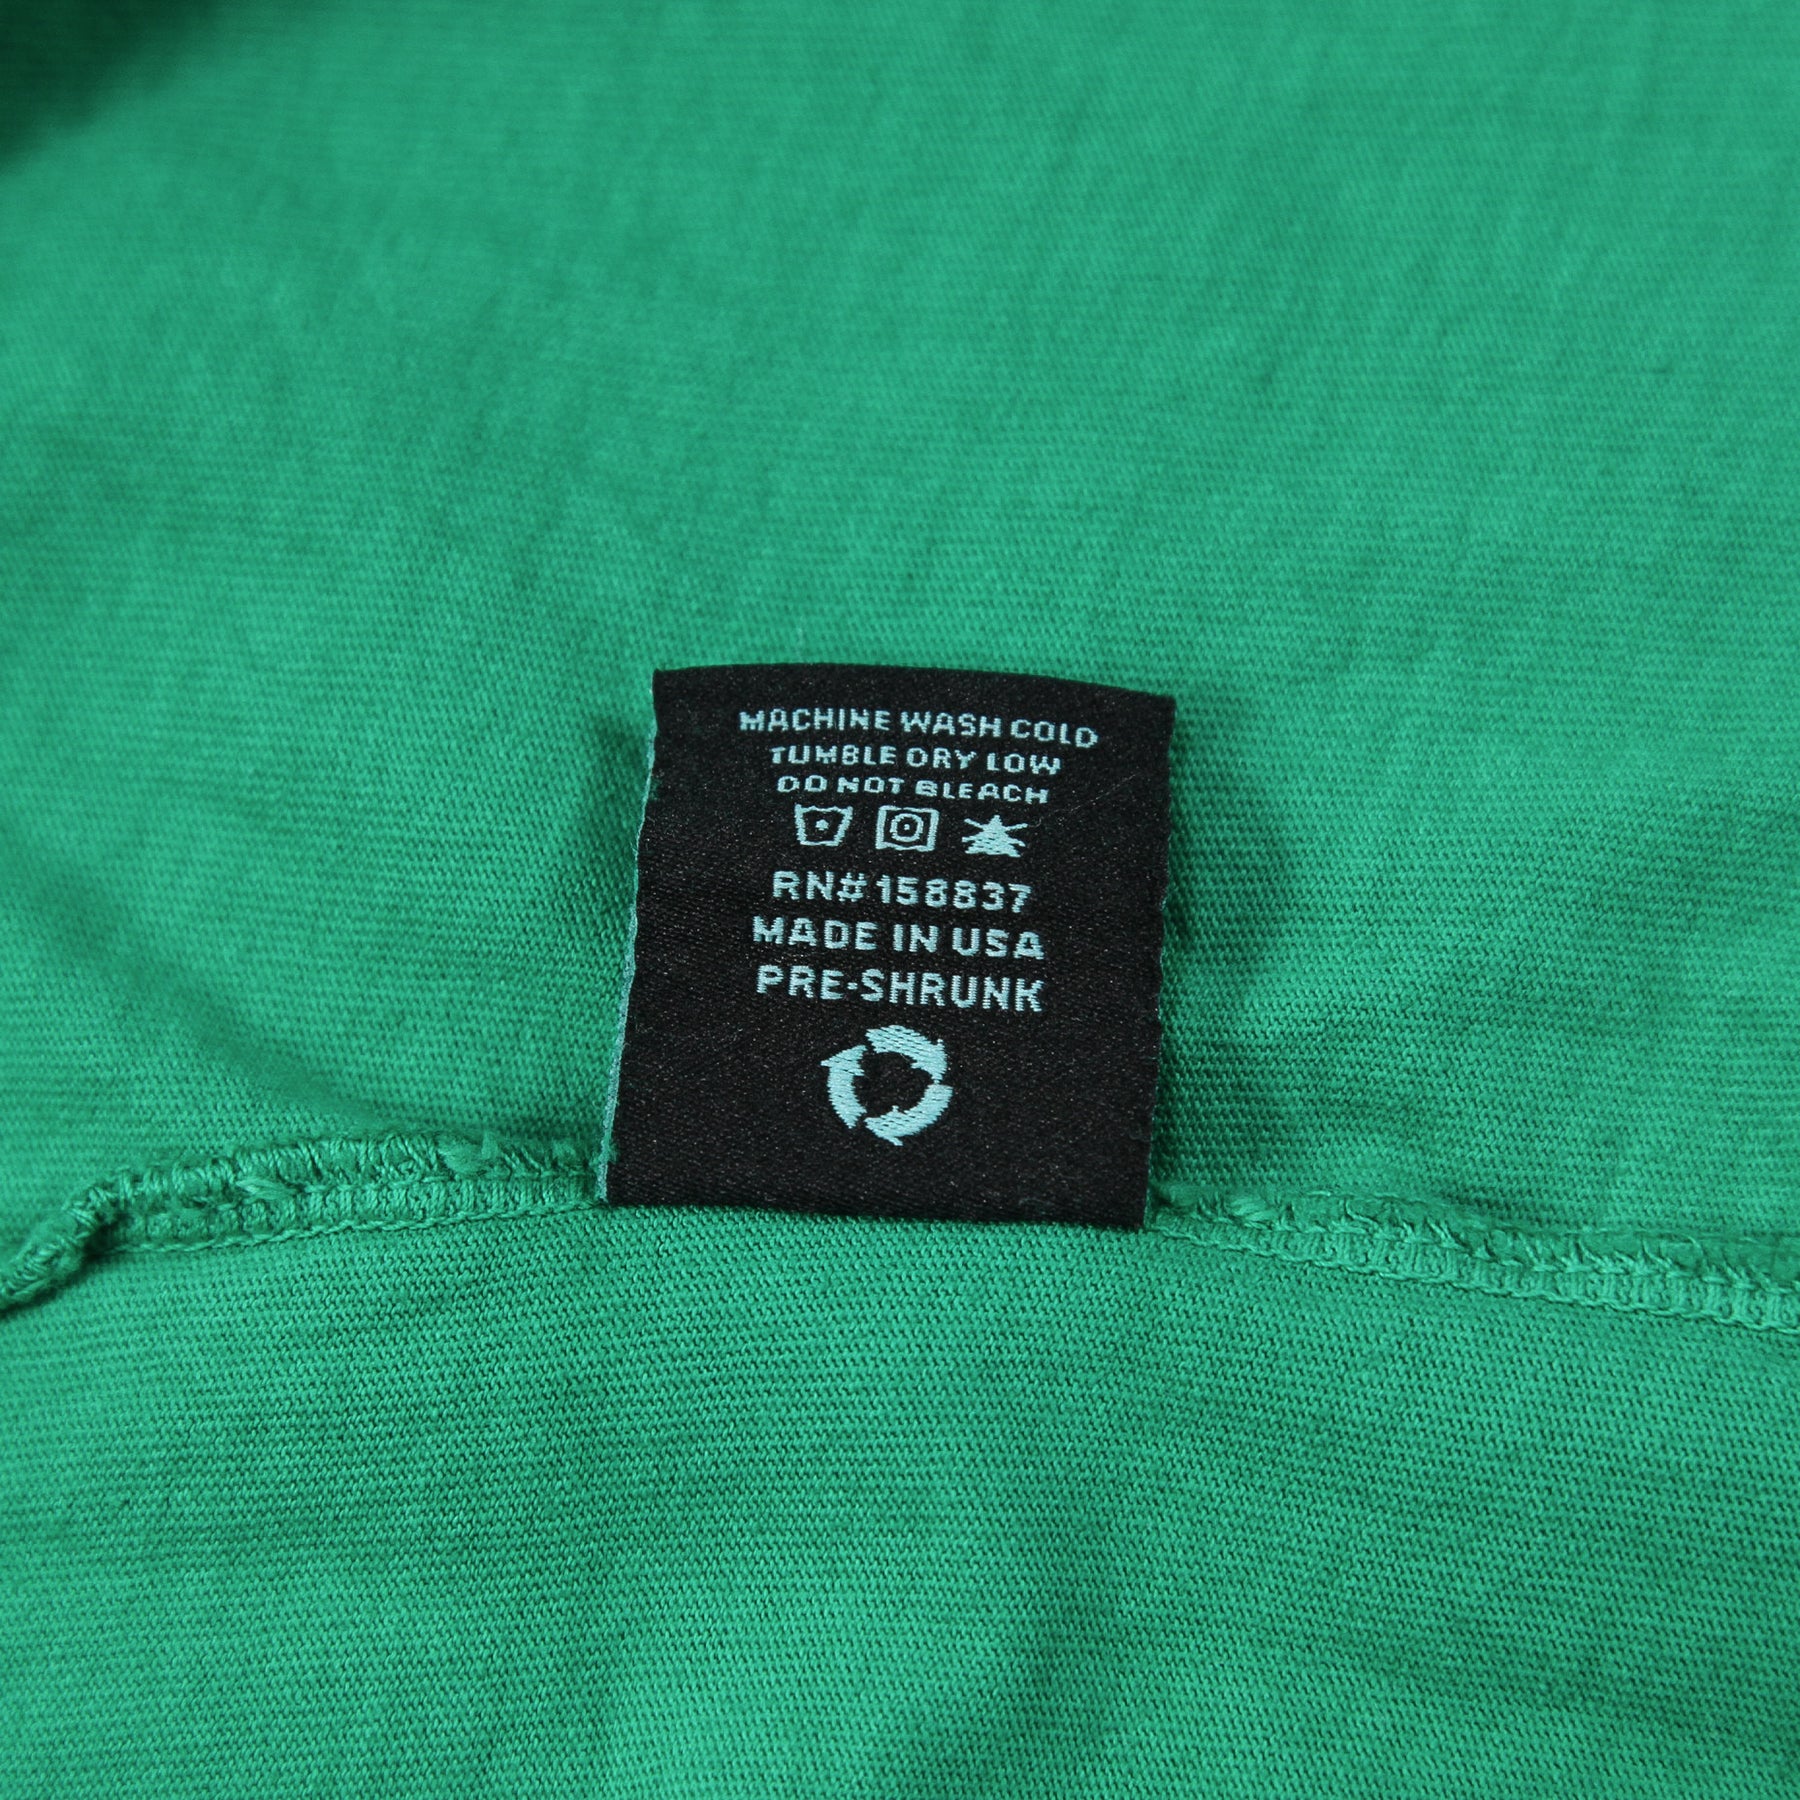 MACHINE WASH COLD
TUMBLE DRY LOW
DO NOT BLEACH
RN# 158837
MADE IN USA
PRE-SHRUNK